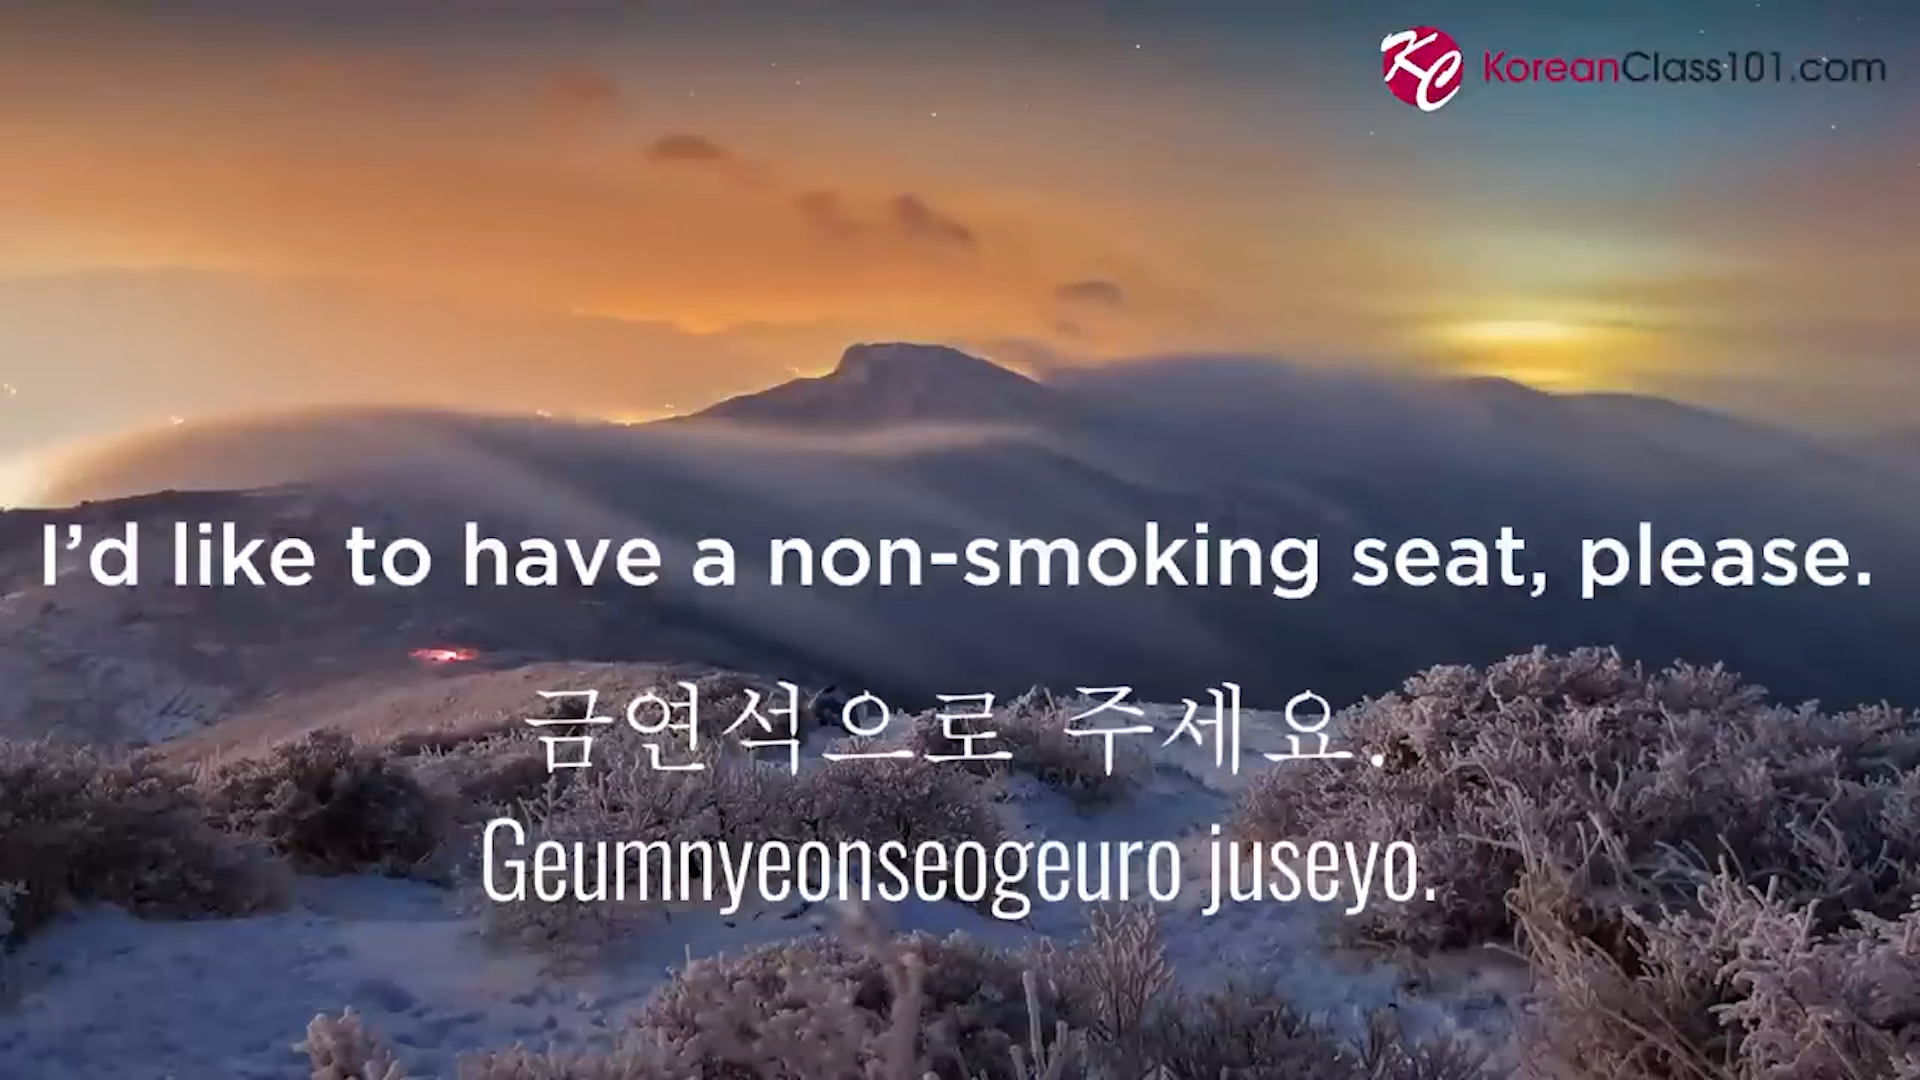 KC KoreanClass101.com
I'd like to have a non-smoking seat, please.
금연석으로 주세요.
Geumnyeonseogeuro juseyo.